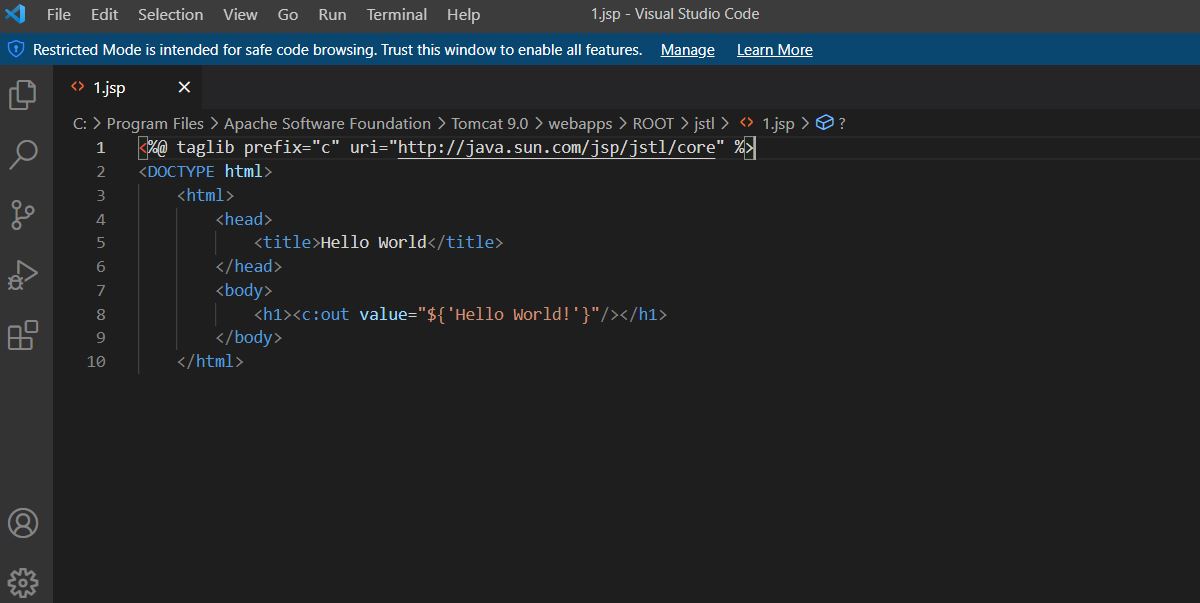 File Edit Selection View Go Run Terminal Help 1.jsp - Visual Studio Code
Restricted Mode is intended for safe code browsing. Trust this window to enable all features. Manage Learn More
<> 1.jsp ×
C: > Program Files > Apache Software Foundation > Tomcat 9.0 > webapps > ROOT > jstl > <> 1.jsp > ?
1 <%@ taglib prefix="c" uri="http://java.sun.com/jsp/jstl/core" %>
2 <DOCTYPE html>
3 <html>
4 <head>
5 <title>Hello World</title>
6 </head>
7 <body>
8 <h1><c:out value="${'Hello World!'}"/></h1>
9 </body>
10 </html>